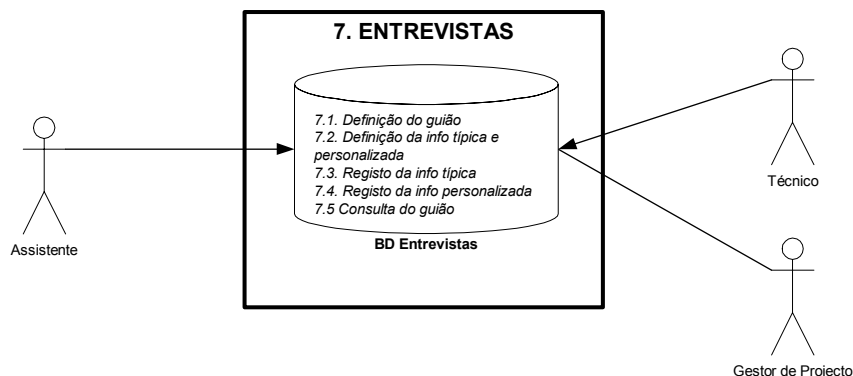 7. ENTREVISTAS
7.1. Definição do guião
7.2. Definição da info típica e
personalizada
7.3. Registo da info típica
7.4. Registo da info personalizada
7.5 Consulta do guião
BD Entrevistas
Assistente
Técnico
Gestor de Projecto